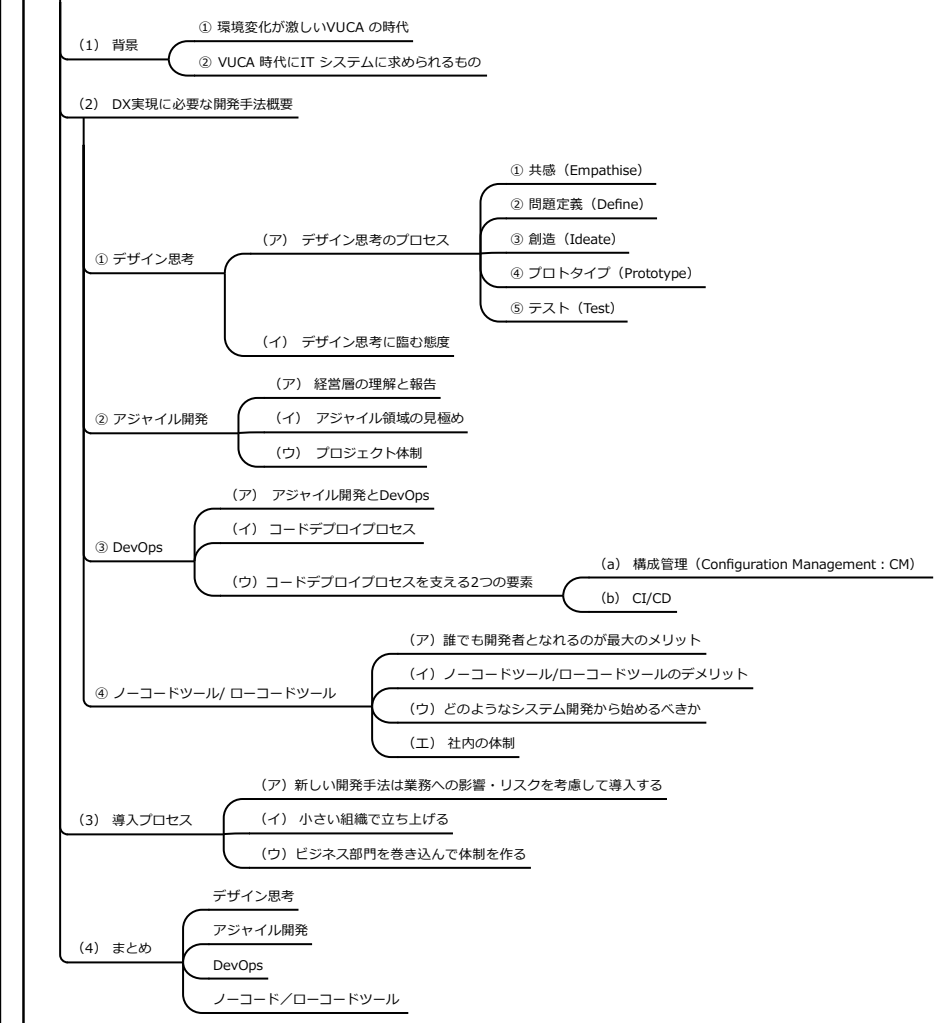 （1） 背景
① 環境変化が激しいVUCA の時代
② VUCA 時代にIT システムに求められるもの
（2） DX実現に必要な開発手法概要
① デザイン思考
（ア） デザイン思考のプロセス
① 共感（Empathise）
② 問題定義（Define）
③ 創造（Ideate）
④ プロトタイプ（Prototype）
⑤ テスト（Test）
（イ） デザイン思考に臨む態度
② アジャイル開発
（ア） 経営層の理解と報告
（イ） アジャイル領域の見極め
（ウ） プロジェクト体制
③ DevOps
（ア） アジャイル開発とDevOps
（イ） コードデプロイプロセス
（ウ）コードデプロイプロセスを支える2つの要素
（a） 構成管理（Configuration Management：CM）
（b） CI/CD
④ ノーコードツール/ ローコードツール
（ア）誰でも開発者となれるのが最大のメリット
（イ）ノーコードツール/ローコードツールのデメリット
（ウ）どのようなシステム開発から始めるべきか
（エ） 社内の体制
（3） 導入プロセス
（ア）新しい開発手法は業務への影響・リスクを考慮して導入する
（イ） 小さい組織で立ち上げる
（ウ）ビジネス部門を巻き込んで体制を作る
（4） まとめ
デザイン思考
アジャイル開発
DevOps
ノーコード／ローコードツール